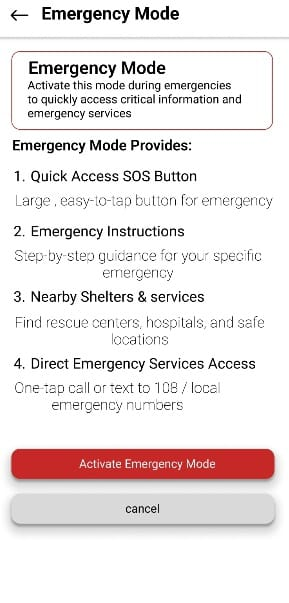 Emergency Mode
Emergency Mode
Activate this mode during emergencies
to quickly access critical information and
emergency services
Emergency Mode Provides:
1. Quick Access SOS Button
Large , easy-to-tap button for emergency
2. Emergency Instructions
Step-by-step guidance for your specific
emergency
3. Nearby Shelters & services
Find rescue centers, hospitals, and safe
locations
4. Direct Emergency Services Access
One-tap call or text to 108 / local
emergency numbers
Activate Emergency Mode
cancel